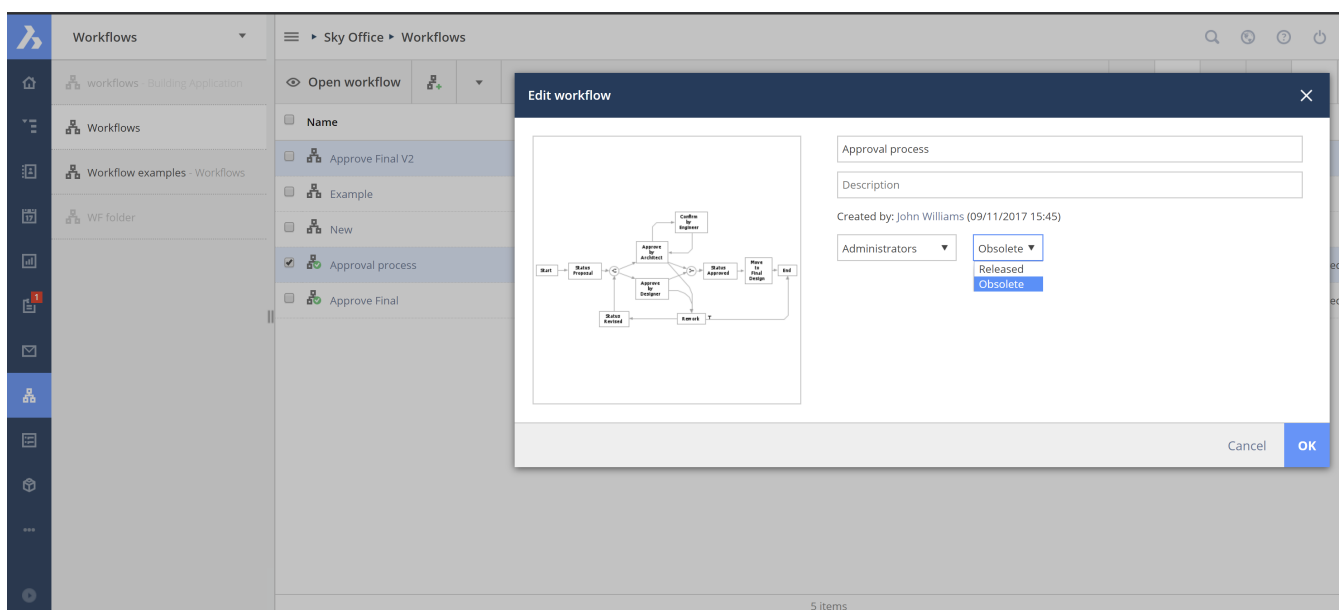 Workflows
Sky Office ▸ Workflows
workflows - Building Application
Workflows
Workflow examples - Workflows
WF folder
17
1
Open workflow
Name
Approve Final V2
Example
New
Approval process
Approve Final
5 items
Edit workflow
Approval process
Description
Created by: John Williams (09/11/2017 15:45)
Administrators
Obsolete
Released
Obsolete
Start
Status Proposal
Approve by Architect
Confirm by Engineer
Approve by Designer
Status Approved
Move to Final Design
End
Status Revised
Rework
Cancel
OK